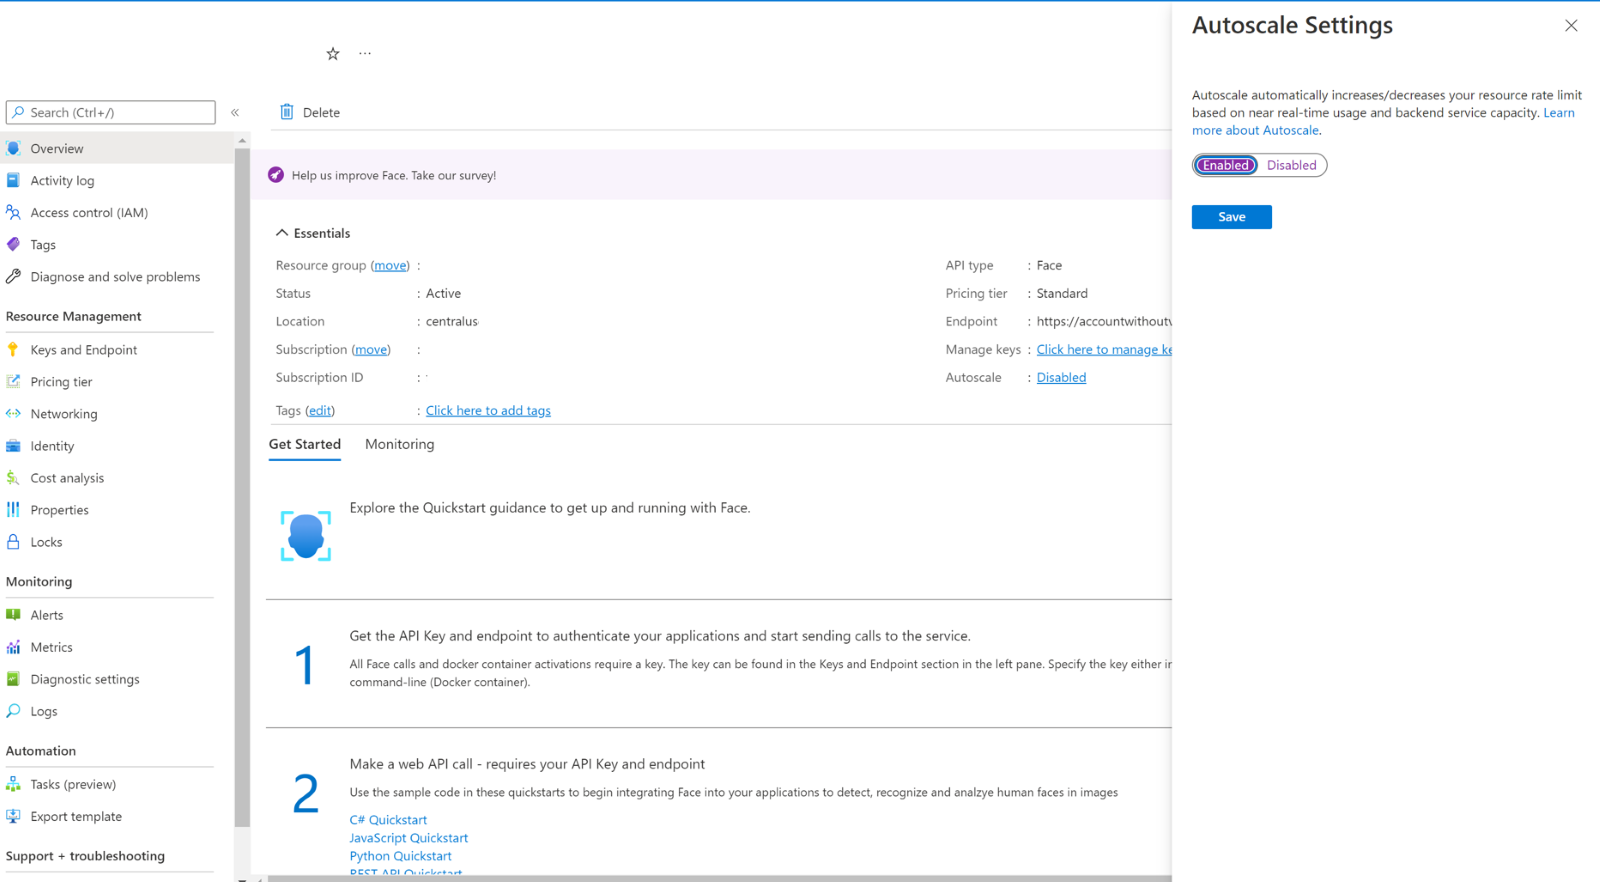 Search (Ctrl+/)
«
Overview
Activity log
Access control (IAM)
Tags
Diagnose and solve problems
Resource Management
Keys and Endpoint
Pricing tier
Networking
Identity
Cost analysis
Properties
Locks
Monitoring
Alerts
Metrics
Diagnostic settings
Logs
Automation
Tasks (preview)
Export template
Support + troubleshooting
...
Delete
Help us improve Face. Take our survey!
Essentials
Resource group (move) :
Status : Active
Location : centralus
Subscription (move) :
Subscription ID :
Tags (edit) : Click here to add tags
API type : Face
Pricing tier : Standard
Endpoint : https://accountwithoutv
Manage keys : Click here to manage ke
Autoscale : Disabled
Get Started Monitoring
Explore the Quickstart guidance to get up and running with Face.
1
Get the API Key and endpoint to authenticate your applications and start sending calls to the service.
All Face calls and docker container activations require a key. The key can be found in the Keys and Endpoint section in the left pane. Specify the key either in
command-line (Docker container).
2
Make a web API call - requires your API Key and endpoint
Use the sample code in these quickstarts to begin integrating Face into your applications to detect, recognize and analzye human faces in images
C# Quickstart
JavaScript Quickstart
Python Quickstart
REST API Quickstart
Autoscale Settings
Autoscale automatically increases/decreases your resource rate limit
based on near real-time usage and backend service capacity. Learn
more about Autoscale.
Enabled Disabled
Save